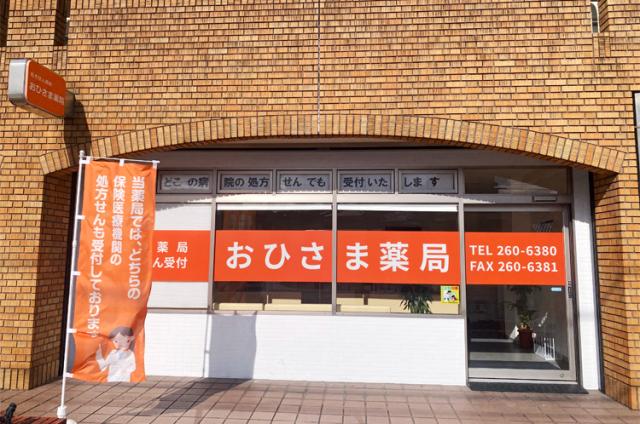 おひさま薬局
どこの病院の処方せんでも受付いたします
薬局
ん受付
おひさま薬局
TEL 260-6380
FAX 260-6381
当薬局では、どちらの
保険医療機関の
処方せんも受付しております